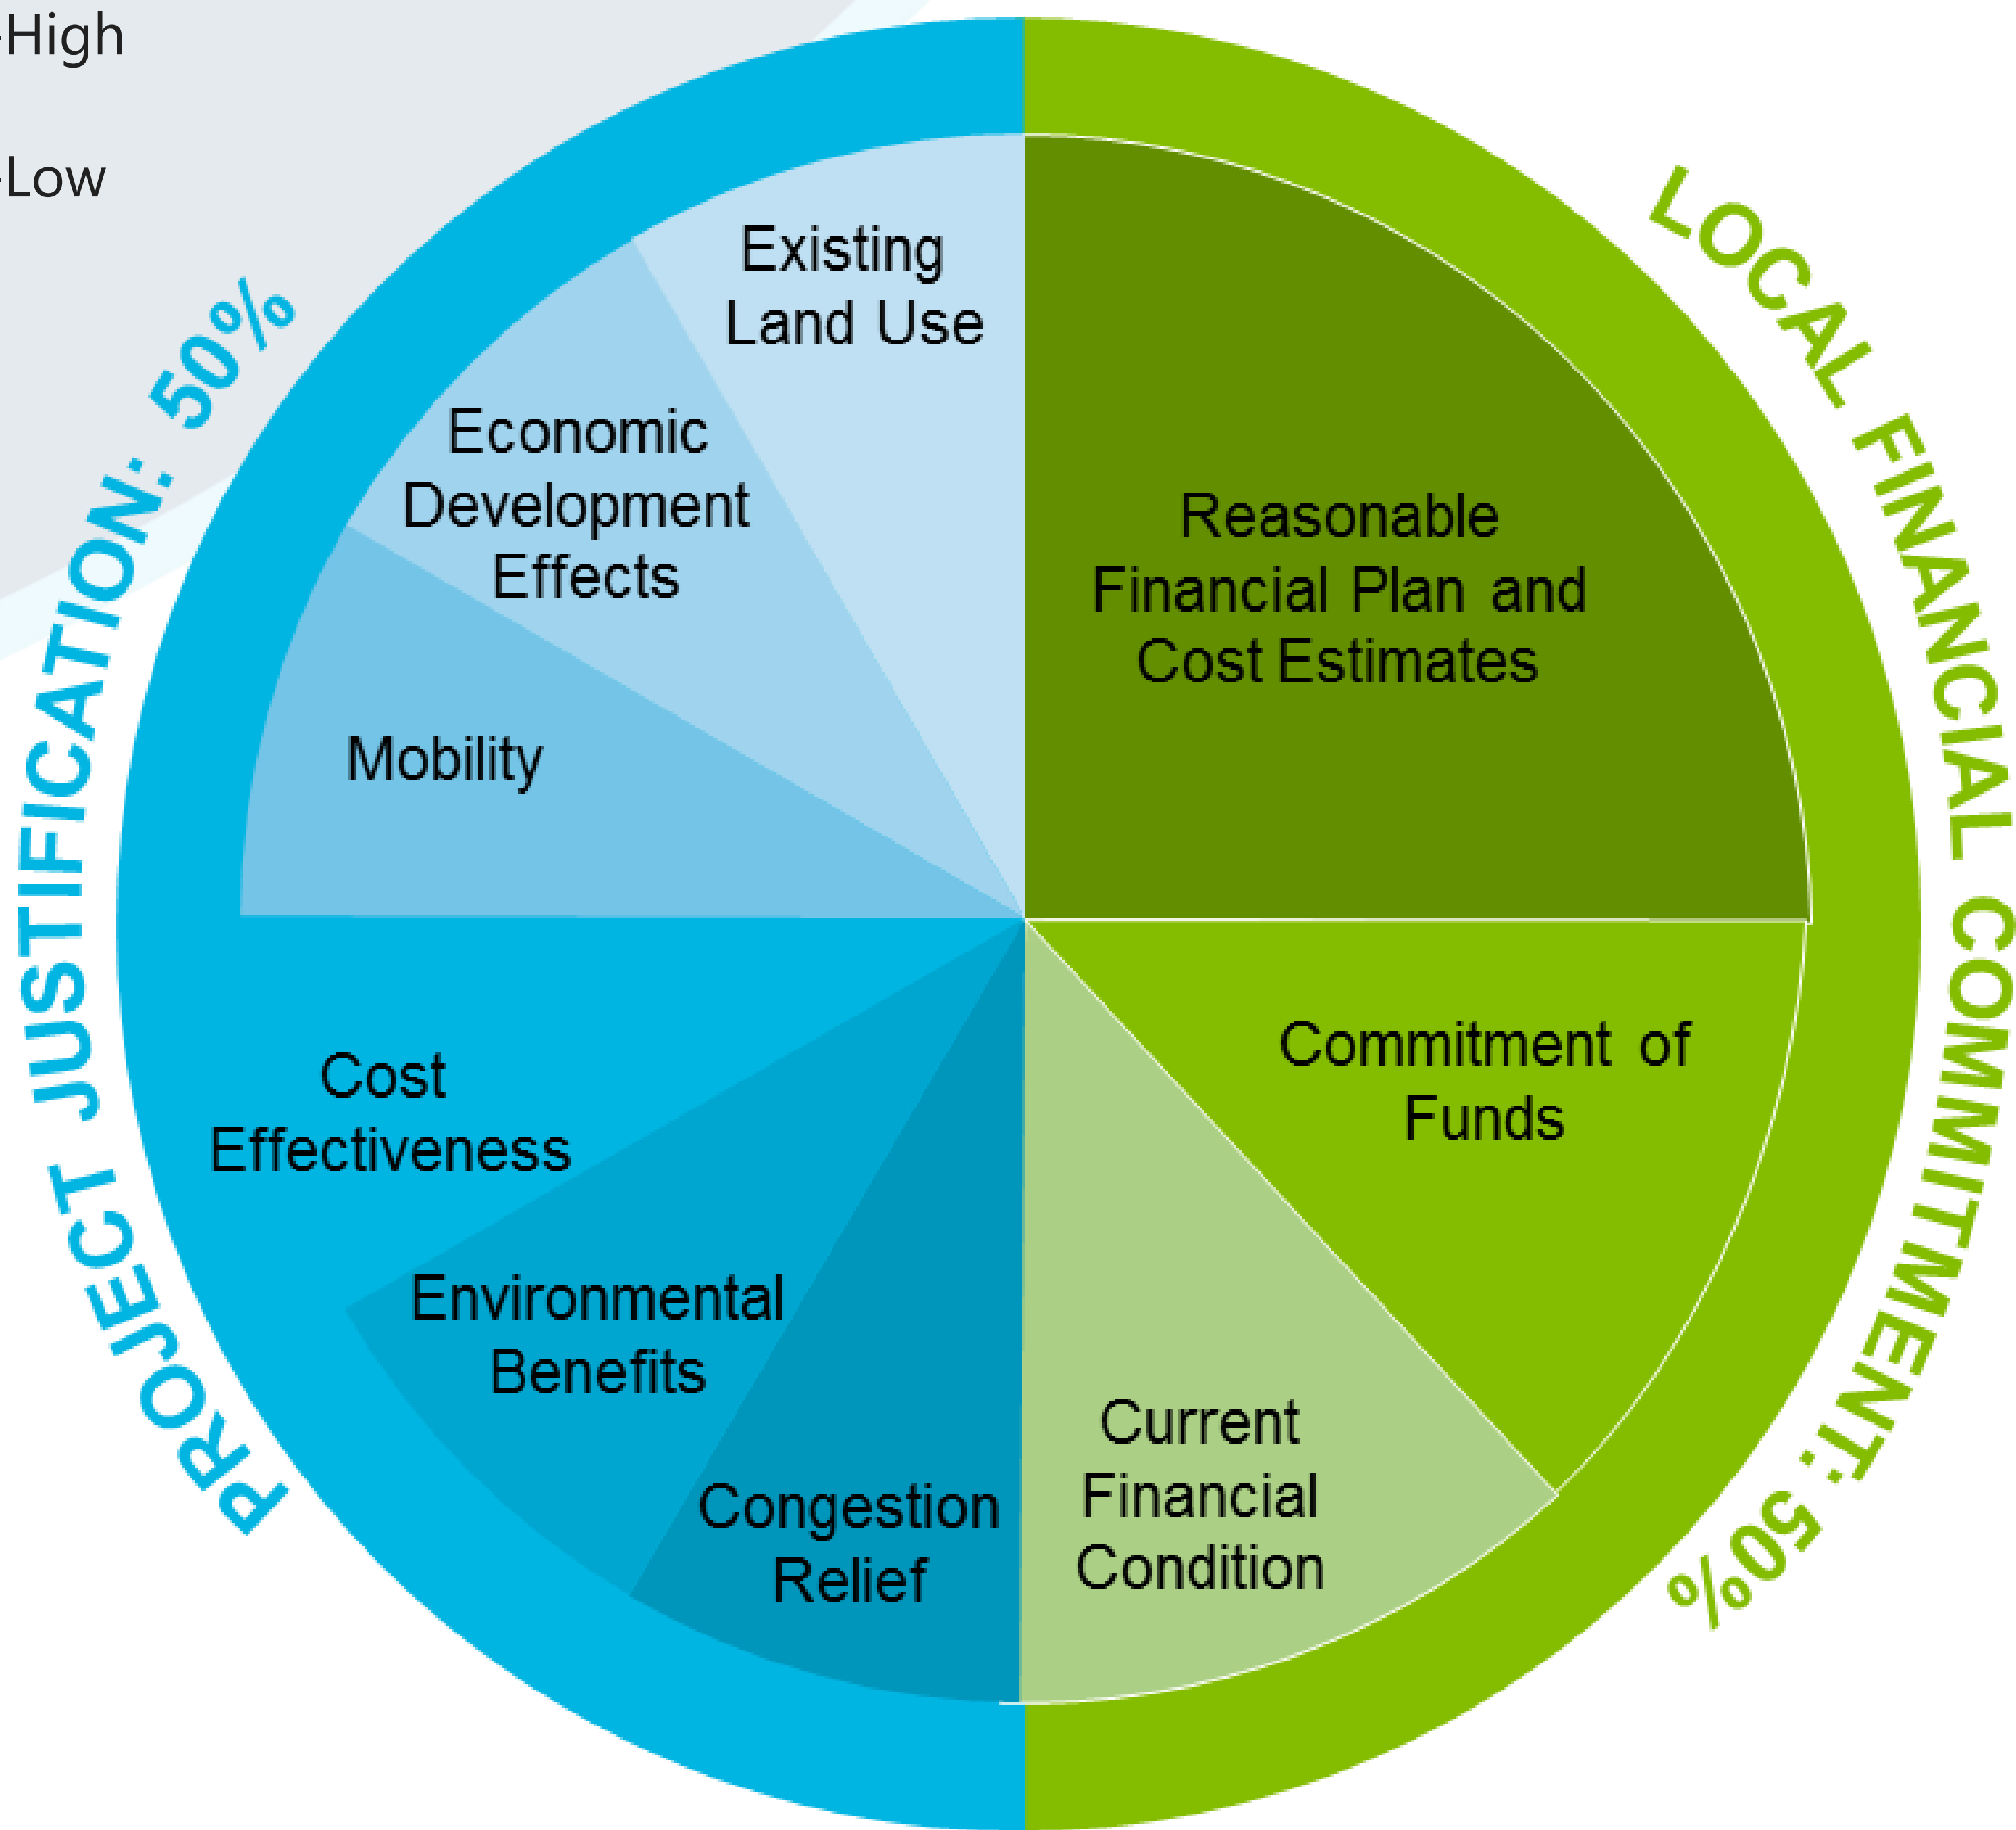 -High
-Low
PROJECT JUSTIFICATION: 50%
LOCAL FINANCIAL COMMITMENT: 50%
Existing
Land Use
Economic
Development
Effects
Mobility
Cost
Effectiveness
Environmental
Benefits
Congestion
Relief
Reasonable
Financial Plan and
Cost Estimates
Commitment of
Funds
Current
Financial
Condition